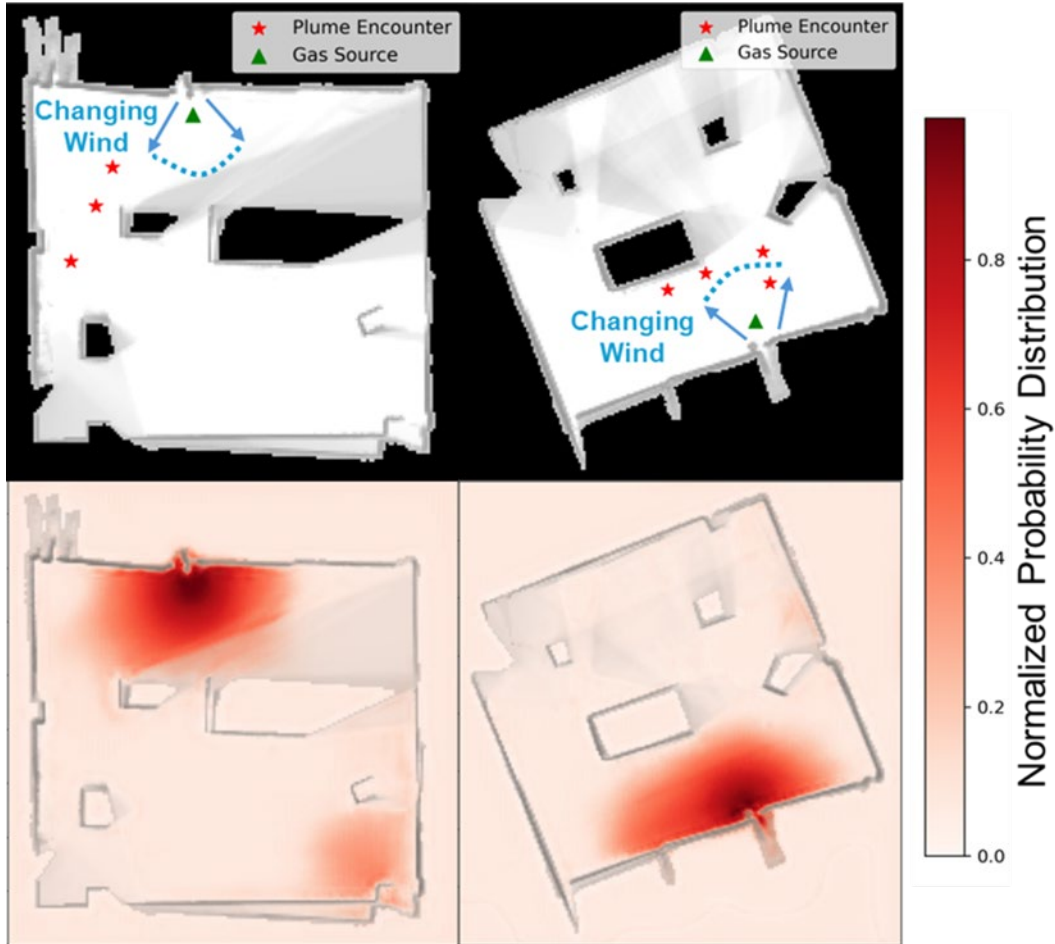 Plume Encounter
Gas Source
Changing
Wind
Plume Encounter
Gas Source
Changing
Wind
0.8
0.6
0.4
0.2
0.0
Normalized Probability Distribution